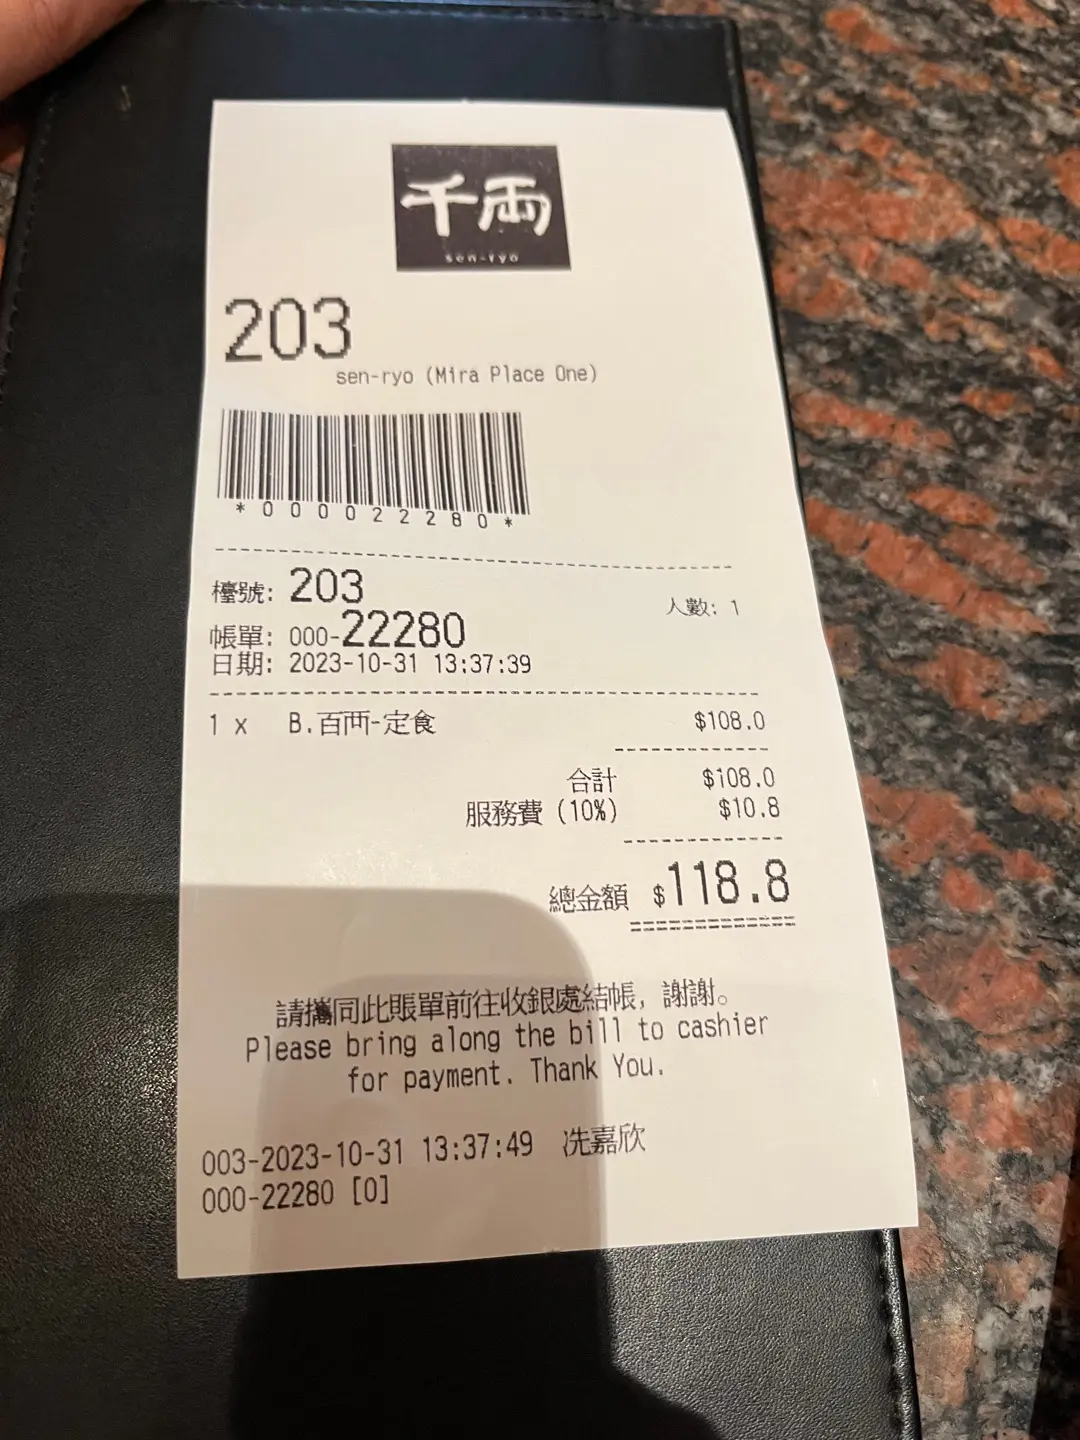 千両
sen-ryo
203
sen-ryo (Mira Place One)
*000022280*
檯號: 203
人數: 1
帳單: 000-22280
日期: 2023-10-31 13:37:39
1 x B.百両-定食 $108.0
合計 $108.0
服務費 (10%) $10.8
總金額 $118.8
請攜同此賬單前往收銀處結帳, 謝謝。
Please bring along the bill to cashier
for payment. Thank You.
003-2023-10-31 13:37:49 冼嘉欣
000-22280 [0]